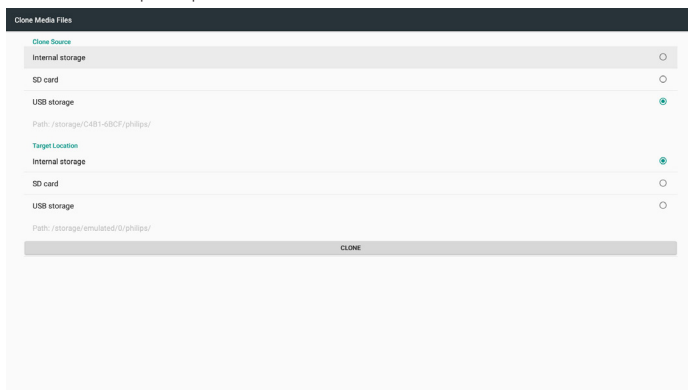 Clone Media Files
Clone Source
Internal storage
SD card
USB storage
Path: /storage/C4B1-6BCF/philips/
Target Location
Internal storage
SD card
USB storage
Path: /storage/emulated/0/philips/
CLONE